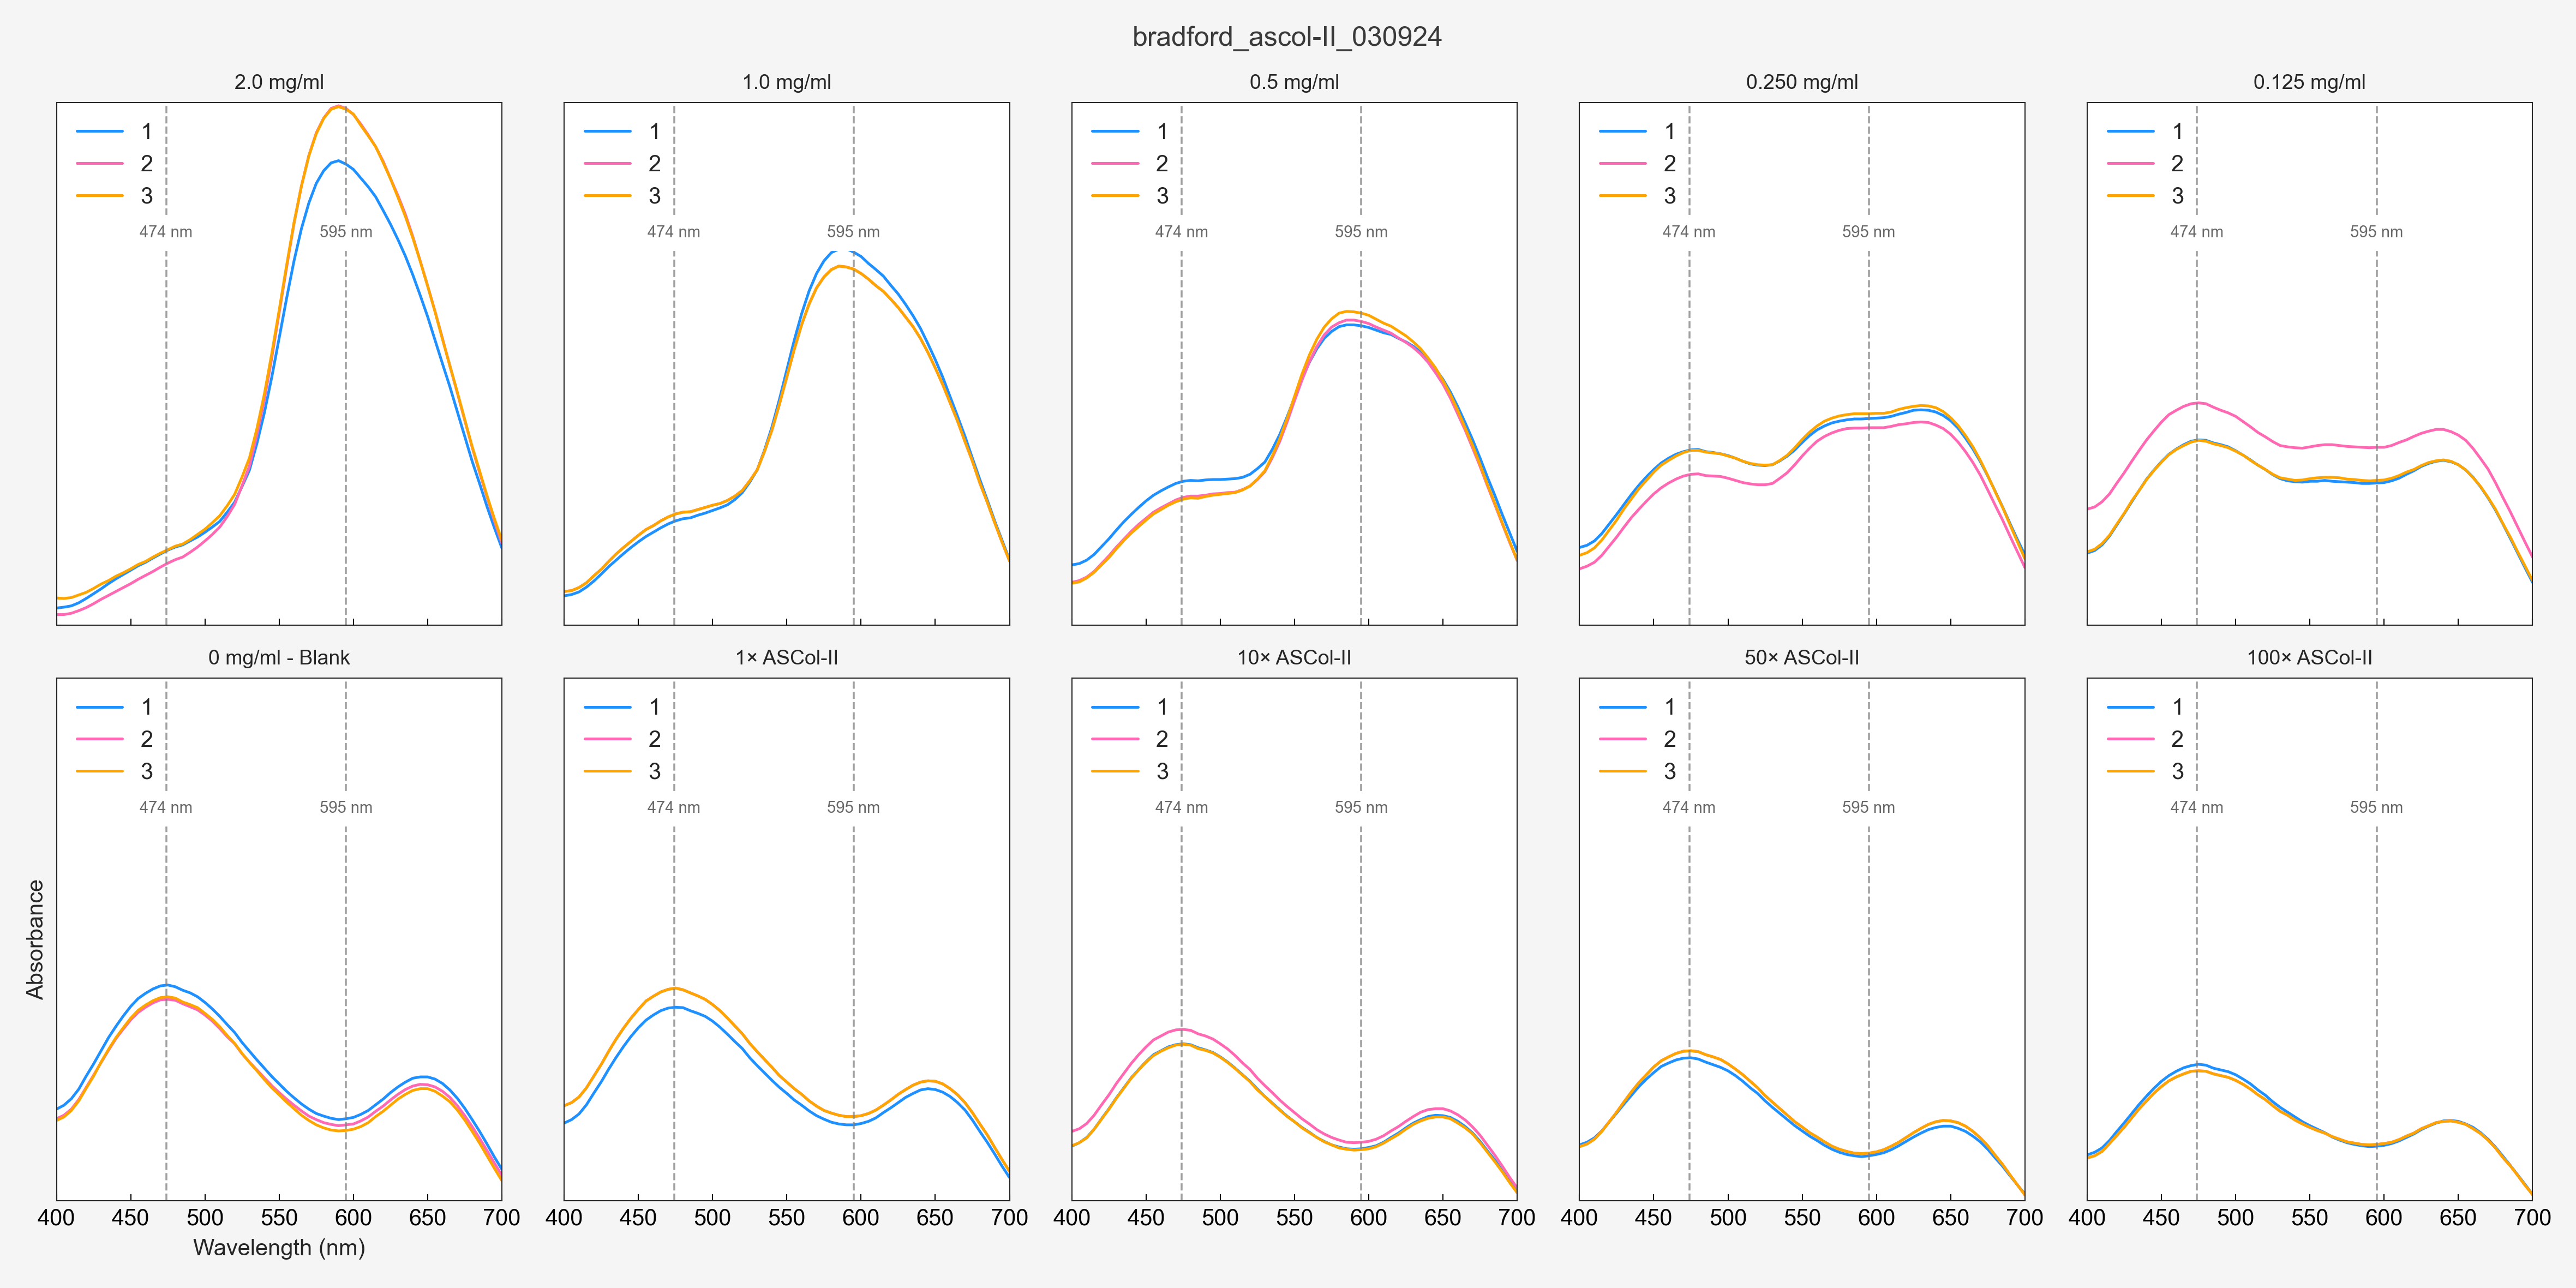 bradford_ascol-II_030924
2.0 mg/ml
1
2
3
474 nm
595 nm
1.0 mg/ml
1
2
3
474 nm
595 nm
0.5 mg/ml
1
2
3
474 nm
595 nm
0.250 mg/ml
1
2
3
474 nm
595 nm
0.125 mg/ml
1
2
3
474 nm
595 nm
0 mg/ml - Blank
1
2
3
474 nm
595 nm
Absorbance
400 450 500 550 600 650 700
Wavelength (nm)
1× ASCol-II
1
2
3
474 nm
595 nm
400 450 500 550 600 650 700
10× ASCol-II
1
2
3
474 nm
595 nm
400 450 500 550 600 650 700
50× ASCol-II
1
2
3
474 nm
595 nm
400 450 500 550 600 650 700
100× ASCol-II
1
2
3
474 nm
595 nm
400 450 500 550 600 650 700